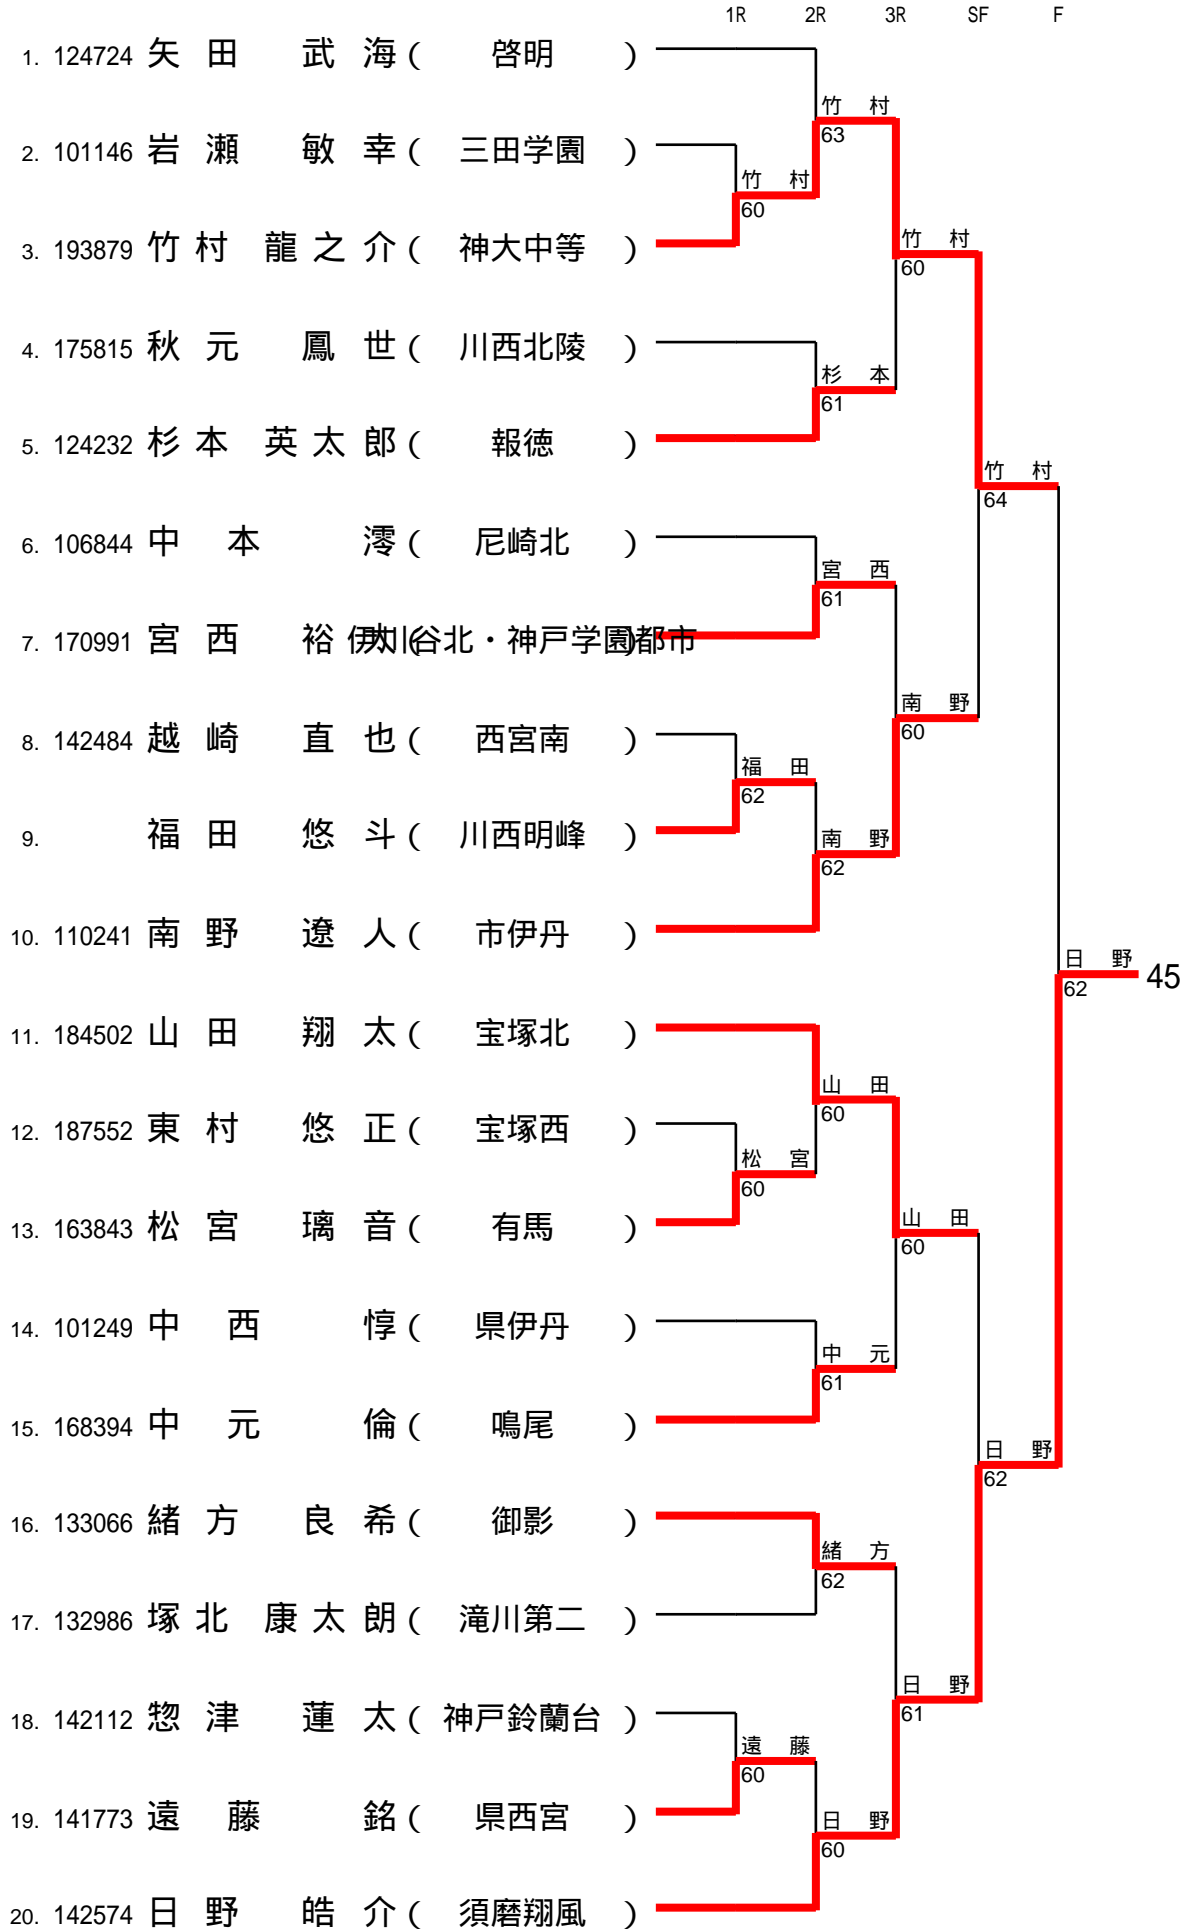 1R 2R 3R SF F
1. 124724 矢田 武海 ( 啓明 )
竹村
63
2. 101146 岩瀬 敏幸 ( 三田学園 )
竹村
60
3. 193879 竹村 龍之介 ( 神大中等 )
竹村
60
4. 175815 秋元 鳳世 ( 川西北陵 )
杉本
61
5. 124232 杉本 英太郎 ( 報徳 )
竹村
64
6. 106844 中本 澪 ( 尼崎北 )
宮西
61
7. 170991 宮西 裕 伊川谷北・神戸学園都市
南野
60
8. 142484 越崎 直也 ( 西宮南 )
福田
62
9. 福田 悠斗 ( 川西明峰 )
南野
62
10. 110241 南野 遼人 ( 市伊丹 )
日野 45
62
11. 184502 山田 翔太 ( 宝塚北 )
山田
60
12. 187552 東村 悠正 ( 宝塚西 )
松宮
60
13. 163843 松宮 璃音 ( 有馬 )
山田
60
14. 101249 中西 惇 ( 県伊丹 )
中元
61
15. 168394 中元 倫 ( 鳴尾 )
日野
62
16. 133066 緒方 良希 ( 御影 )
緒方
62
17. 132986 塚北 康太朗 ( 滝川第二 )
日野
61
18. 142112 惣津 蓮太 ( 神戸鈴蘭台 )
遠藤
60
19. 141773 遠藤 銘 ( 県西宮 )
日野
60
20. 142574 日野 皓介 ( 須磨翔風 )